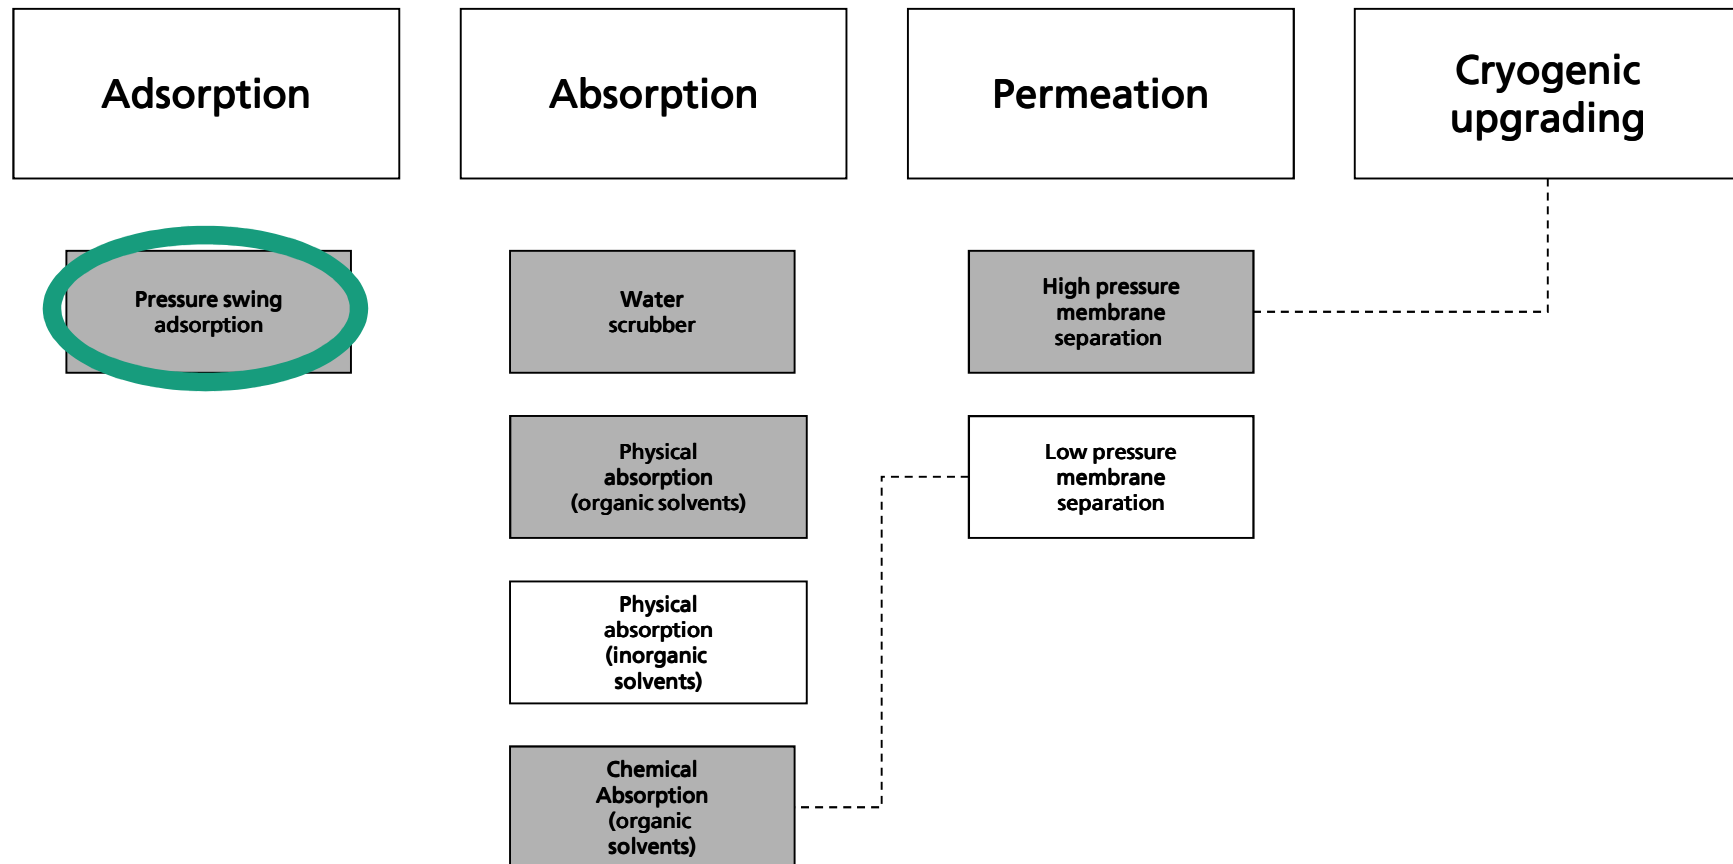 Adsorption
Absorption
Permeation
Cryogenic
upgrading
Pressure swing
adsorption
Water
scrubber
High pressure
membrane
separation
Physical
absorption
(organic solvents)
Low pressure
membrane
separation
Physical
absorption
(inorganic
solvents)
Chemical
Absorption
(organic
solvents)